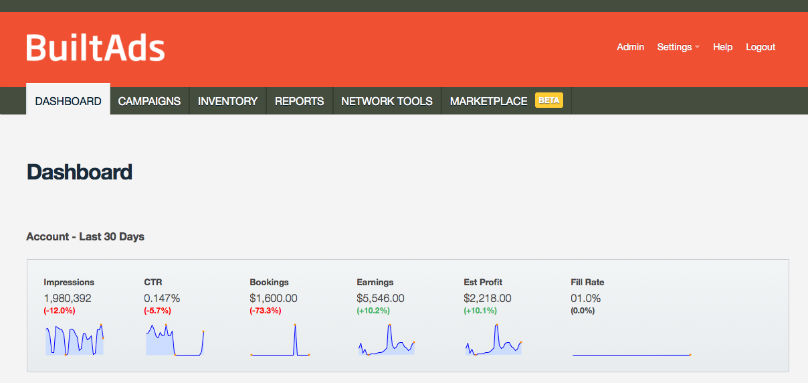 BuiltAds
Admin Settings Help Logout
DASHBOARD CAMPAIGNS INVENTORY REPORTS NETWORK TOOLS MARKETPLACE BETA
Dashboard
Account - Last 30 Days
Impressions CTR Bookings Earnings Est Profit Fill Rate
1,980,392 0.147% $1,600.00 $5,546.00 $2,218.00 01.0%
(-12.0%) (-5.7%) (-73.3%) (+10.2%) (+10.1%) (0.0%)